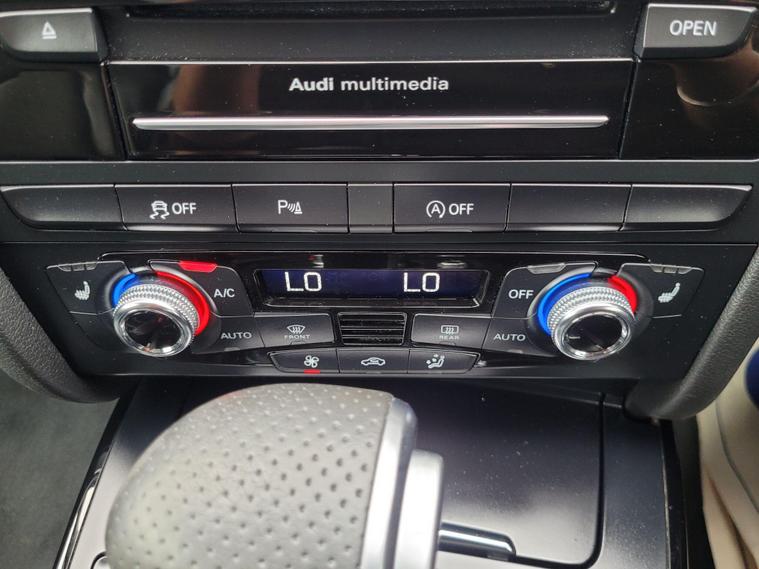 OPEN
Audi multimedia
OFF P A OFF
LO LO
A/C OFF
AUTO FRONT REAR AUTO